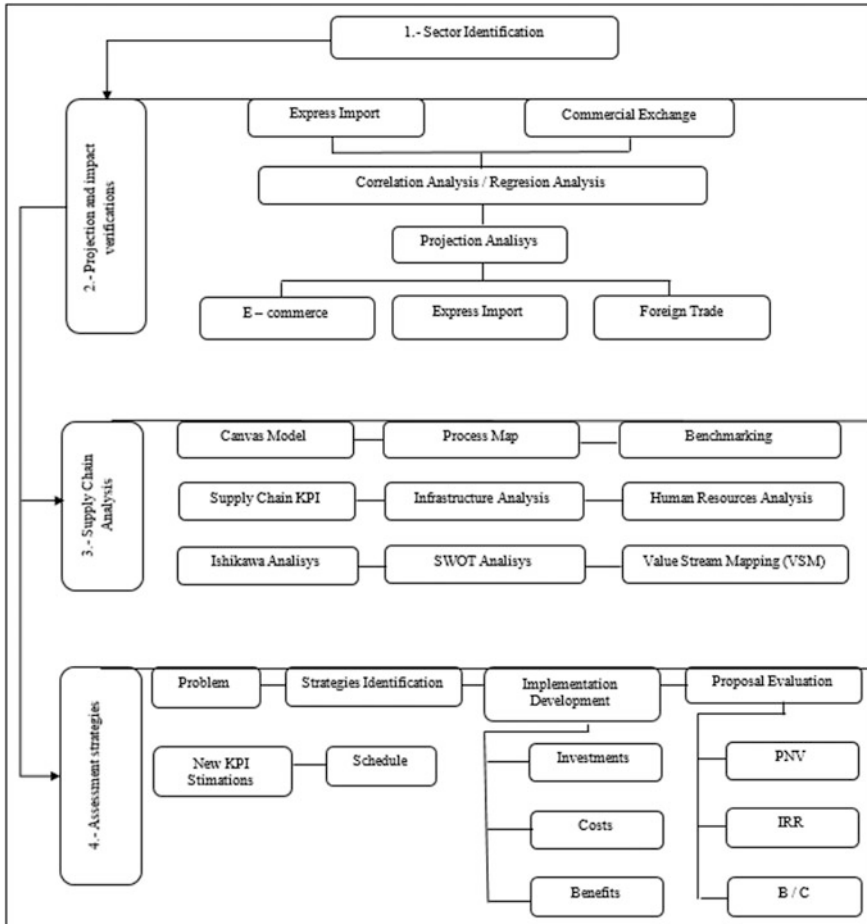 1.- Sector Identification
2.- Projection and impact
verifications
Express Import
Commercial Exchange
Correlation Analysis / Regresion Analysis
Projection Analisys
E – commerce
Express Import
Foreign Trade
3.- Supply Chain
Analysis
Canvas Model
Process Map
Benchmarking
Supply Chain KPI
Infrastructure Analysis
Human Resources Analysis
Ishikawa Analisys
SWOT Analisys
Value Stream Mapping (VSM)
4.- Assessment strategies
Problem
Strategies Identification
Implementation
Development
Proposal Evaluation
New KPI
Stimations
Schedule
Investments
Costs
Benefits
PNV
IRR
B / C